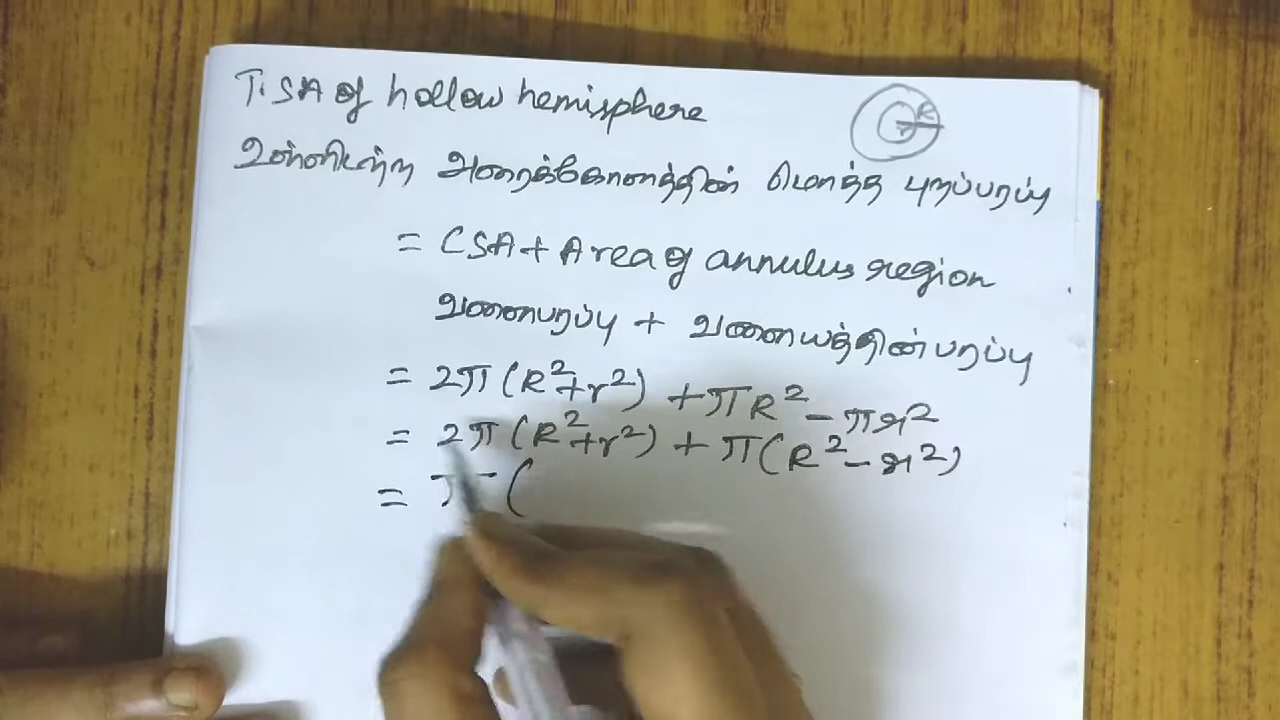 T.SA of hollow hemisphere
R
r
உள்ளீடற்ற அரைக்கோளத்தின் மொத்த புறப்பரப்பு
= CSA + Area of annulus region
வளைபரப்பு + வளையத்தின் பரப்பு
= 2π(R²+r²) + πR² - πr²
= 2π(R²+r²) + π(R²-r²)
= π(